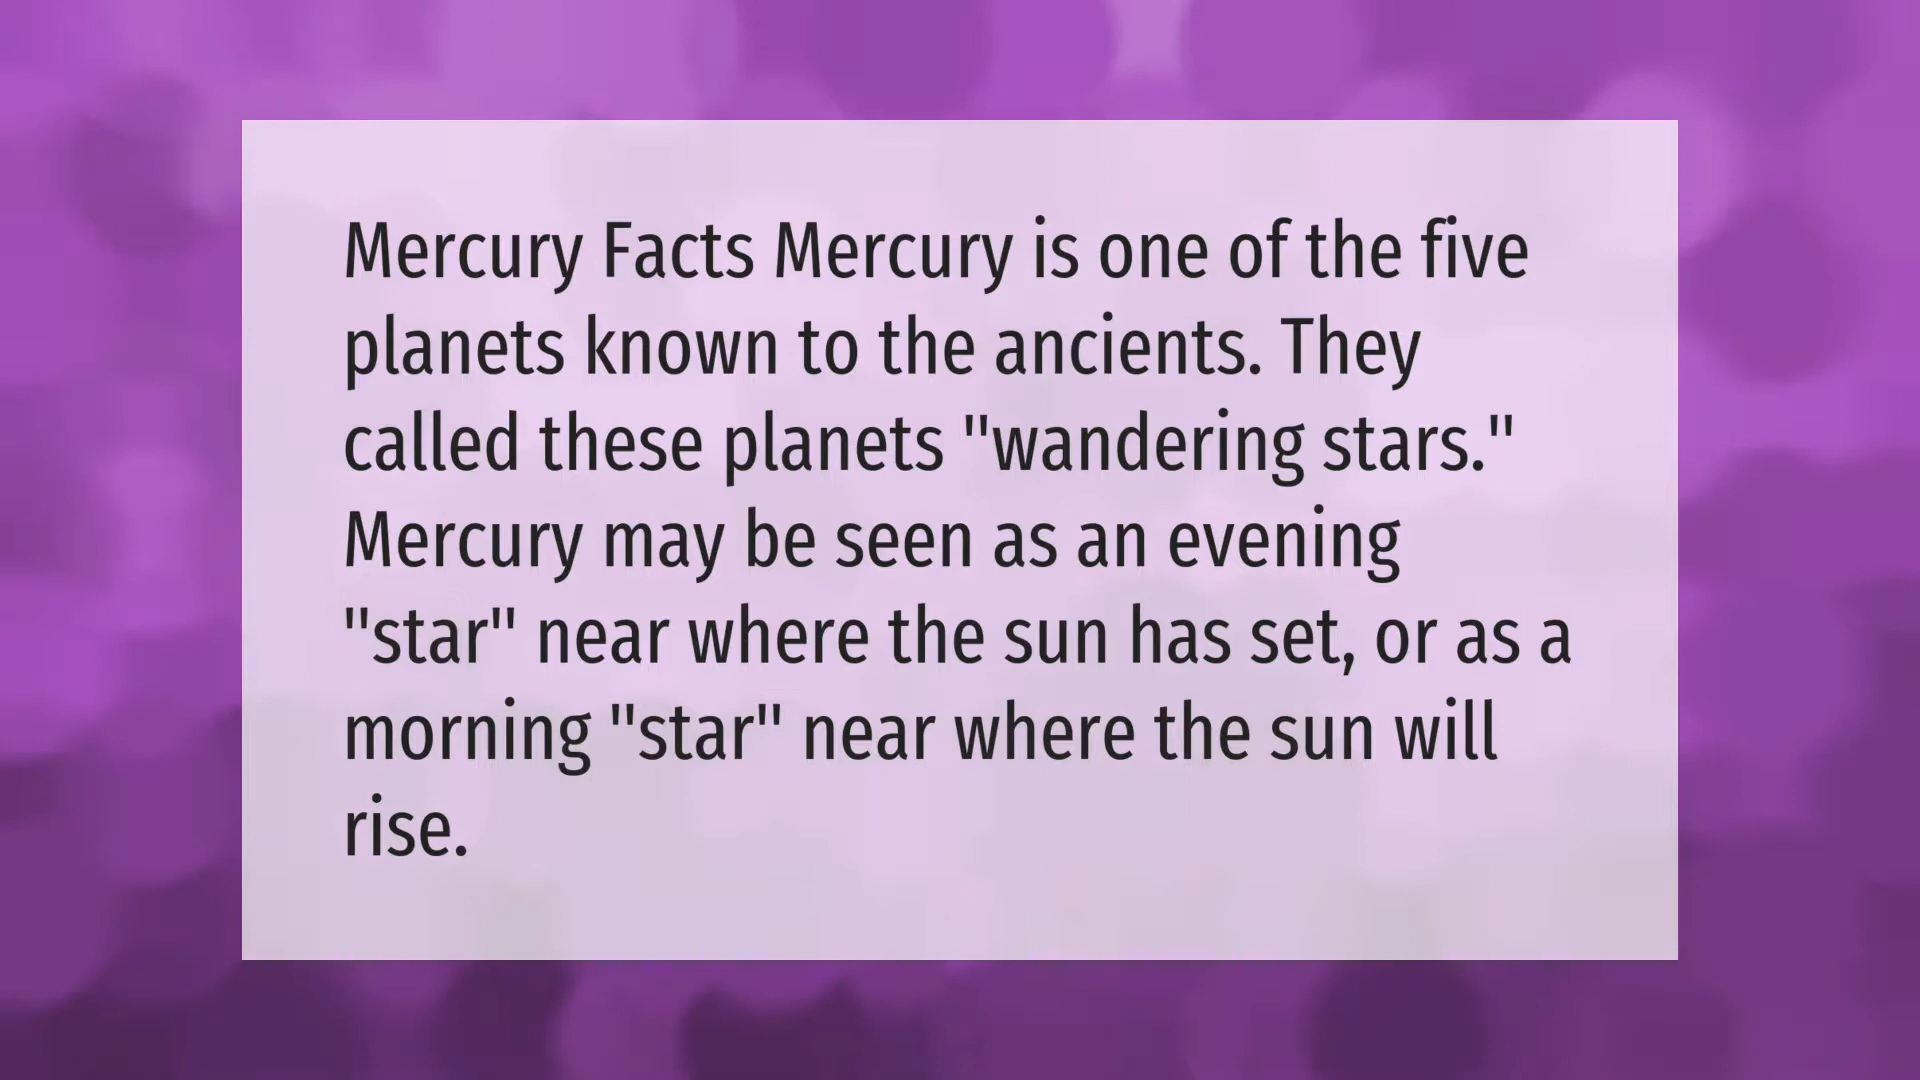 Mercury Facts Mercury is one of the five
planets known to the ancients. They
called these planets "wandering stars."
Mercury may be seen as an evening
"star" near where the sun has set, or as a
morning "star" near where the sun will
rise.